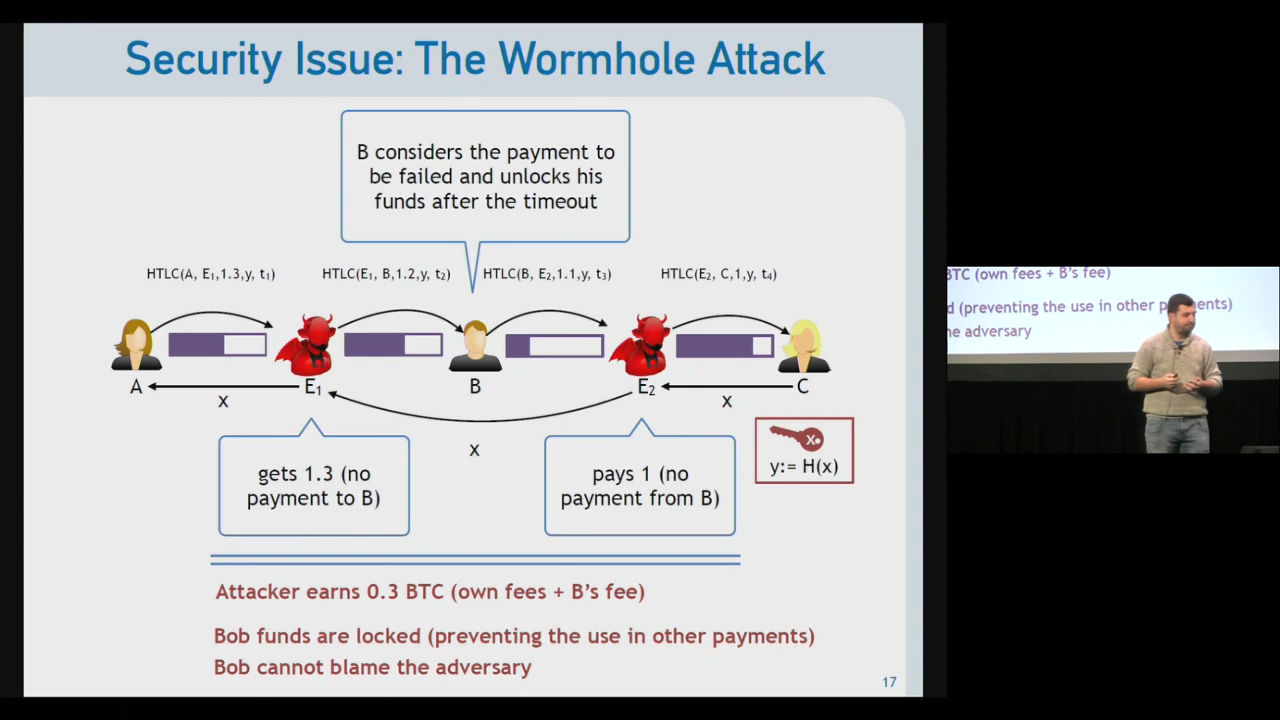 Security Issue: The Wormhole Attack
B considers the payment to
be failed and unlocks his
funds after the timeout
HTLC(A, E₁,1.3,y, t₁)
HTLC(E₁, B,1.2,y, t₂)
HTLC(B, E₂,1.1,y, t₃)
HTLC(E₂, C,1,y, t₄)
A
E₁
B
E₂
C
x
x
x
gets 1.3 (no
payment to B)
pays 1 (no
payment from B)
x
y:= H(x)
Attacker earns 0.3 BTC (own fees + B's fee)
Bob funds are locked (preventing the use in other payments)
Bob cannot blame the adversary
17
BTC (own fees + B's fee)
d (preventing the use in other p ments)
he adversary